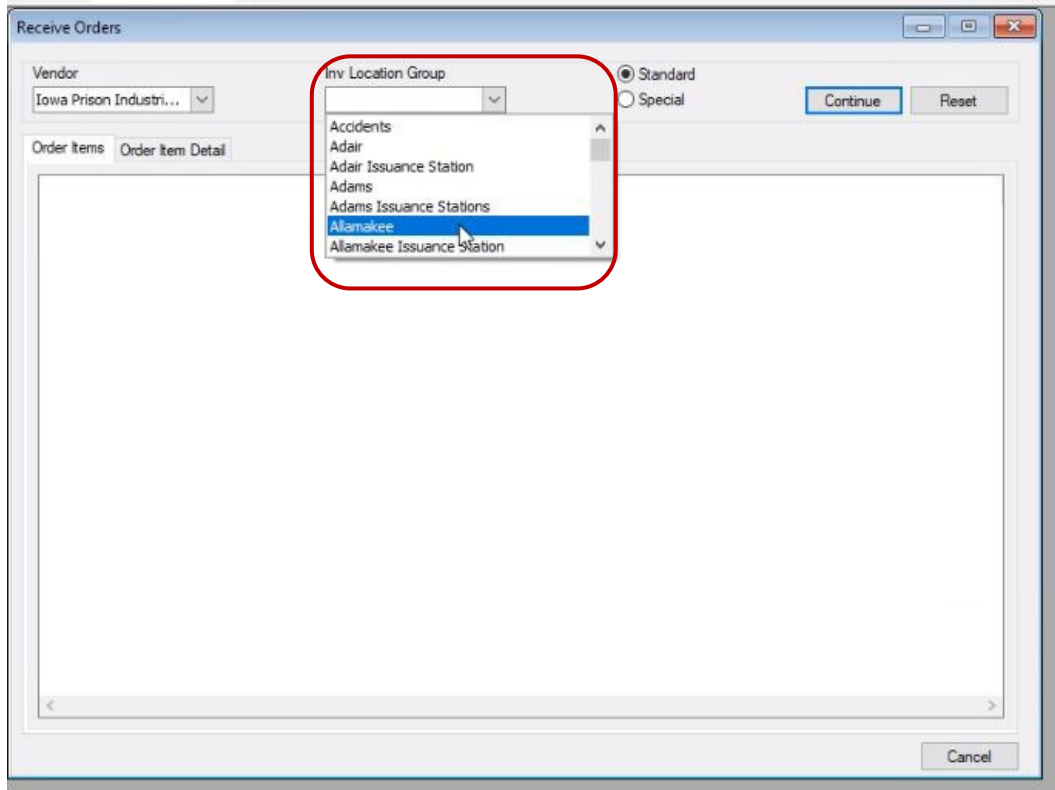 Receive Orders
Vendor
Inv Location Group
Standard
Iowa Prison Industri...
Special
Continue
Reset
Accidents
Adair
Adair Issuance Station
Adams
Adams Issuance Stations
Allamakee
Allamakee Issuance Station
Order Items
Order Item Detail
Cancel